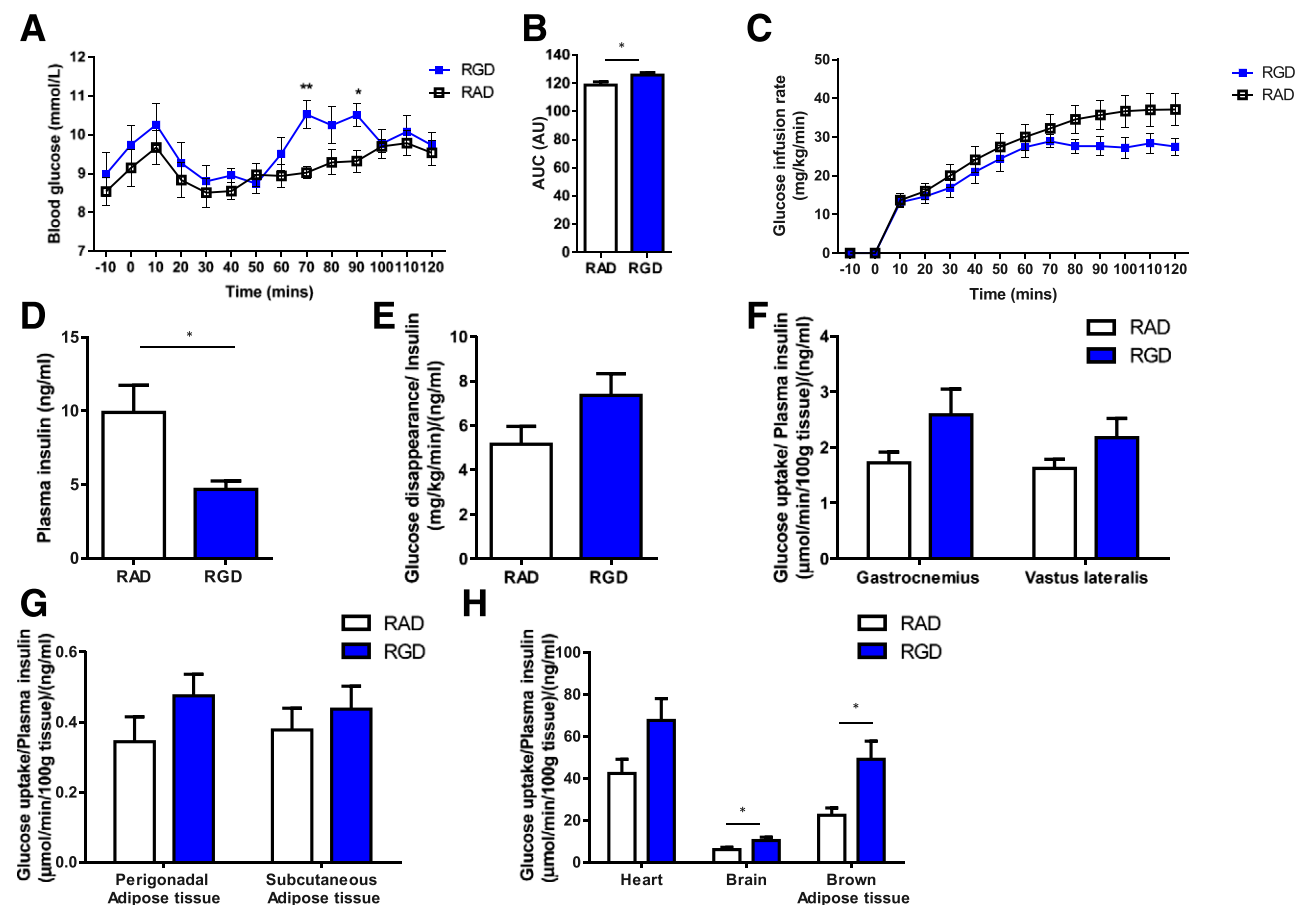 A
Blood glucose (mmol/L)
12
11
10
9
8
7
**
*
RGD
RAD
-10 0 10 20 30 40 50 60 70 80 90 100 110 120
Time (mins)
B
AUC (AU)
140
120
100
80
60
40
20
0
*
RAD RGD
C
Glucose infusion rate
(mg/kg/min)
50
40
30
20
10
0
RGD
RAD
-10 0 10 20 30 40 50 60 70 80 90 100 110 120
Time (mins)
D
Plasma insulin (ng/ml)
15
10
5
0
*
RAD RGD
E
Glucose disappearance/ Insulin
(mg/kg/min)/(ng/ml)
10
8
6
4
2
0
RAD RGD
F
Glucose uptake/ Plasma insulin
(µmol/min/100g tissue)/(ng/ml)
4
3
2
1
0
RAD
RGD
Gastrocnemius Vastus lateralis
G
Glucose uptake/Plasma insulin
(µmol/min/100g tissue)/(ng/ml)
0.6
0.4
0.2
0.0
RAD
RGD
Perigonadal
Adipose tissue
Subcutaneous
Adipose tissue
H
Glucose uptake/Plasma insulin
(µmol/min/100g tissue)/(ng/ml)
100
80
60
40
20
0
RAD
RGD
*
*
Heart
Brain
Brown
Adipose tissue